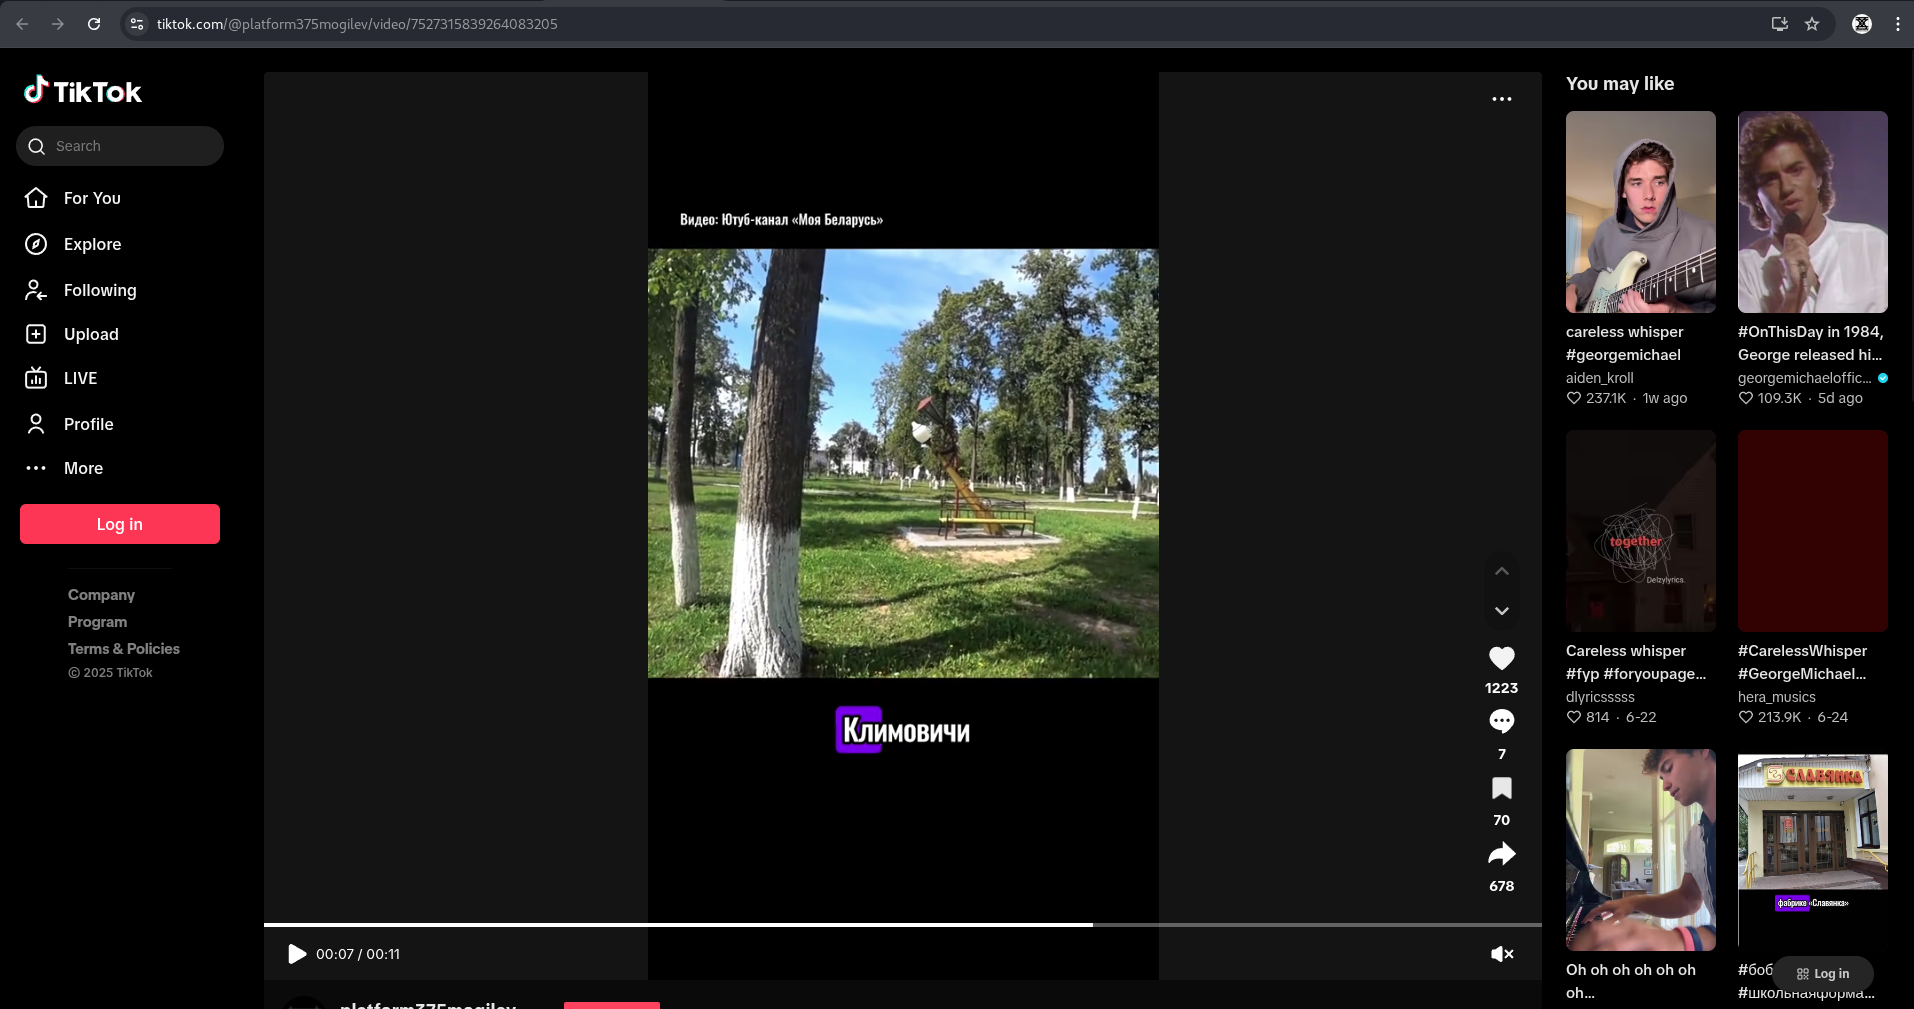 tiktok.com/@platform375mogilev/video/7527315839264083205
TikTok
Search
For You
Explore
Following
Upload
LIVE
Profile
More
Log in
Company
Program
Terms & Policies
© 2025 TikTok
Видео: Ютуб-канал «Моя Беларусь»
Климовичи
1223
7
70
678
00:07 / 00:11
platform375mogilev
You may like
careless whisper
#georgemichael
aiden_kroll
237.1K · 1w ago
#OnThisDay in 1984,
George released hi...
georgemichaeloffic...
109.3K · 5d ago
together
Delzylyrics.
Careless whisper
#fyp #foryoupage...
dlyricsssss
814 · 6-22
#CarelessWhisper
#GeorgeMichael...
hera_musics
213.9K · 6-24
Oh oh oh oh oh oh
oh...
СЛАВЯНКА
фабрике «Славянка»
#боб
#школьнаяформа...
Log in